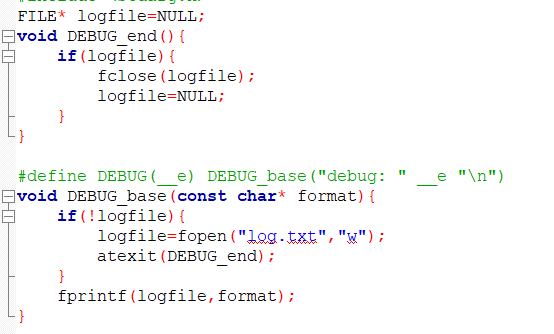 FILE* logfile=NULL;
void DEBUG_end(){
    if(logfile){
        fclose(logfile);
        logfile=NULL;
    }
}

#define DEBUG(__e) DEBUG_base("debug: " __e "\n")
void DEBUG_base(const char* format){
    if(!logfile){
        logfile=fopen("log.txt","w");
        atexit(DEBUG_end);
    }
    fprintf(logfile,format);
}